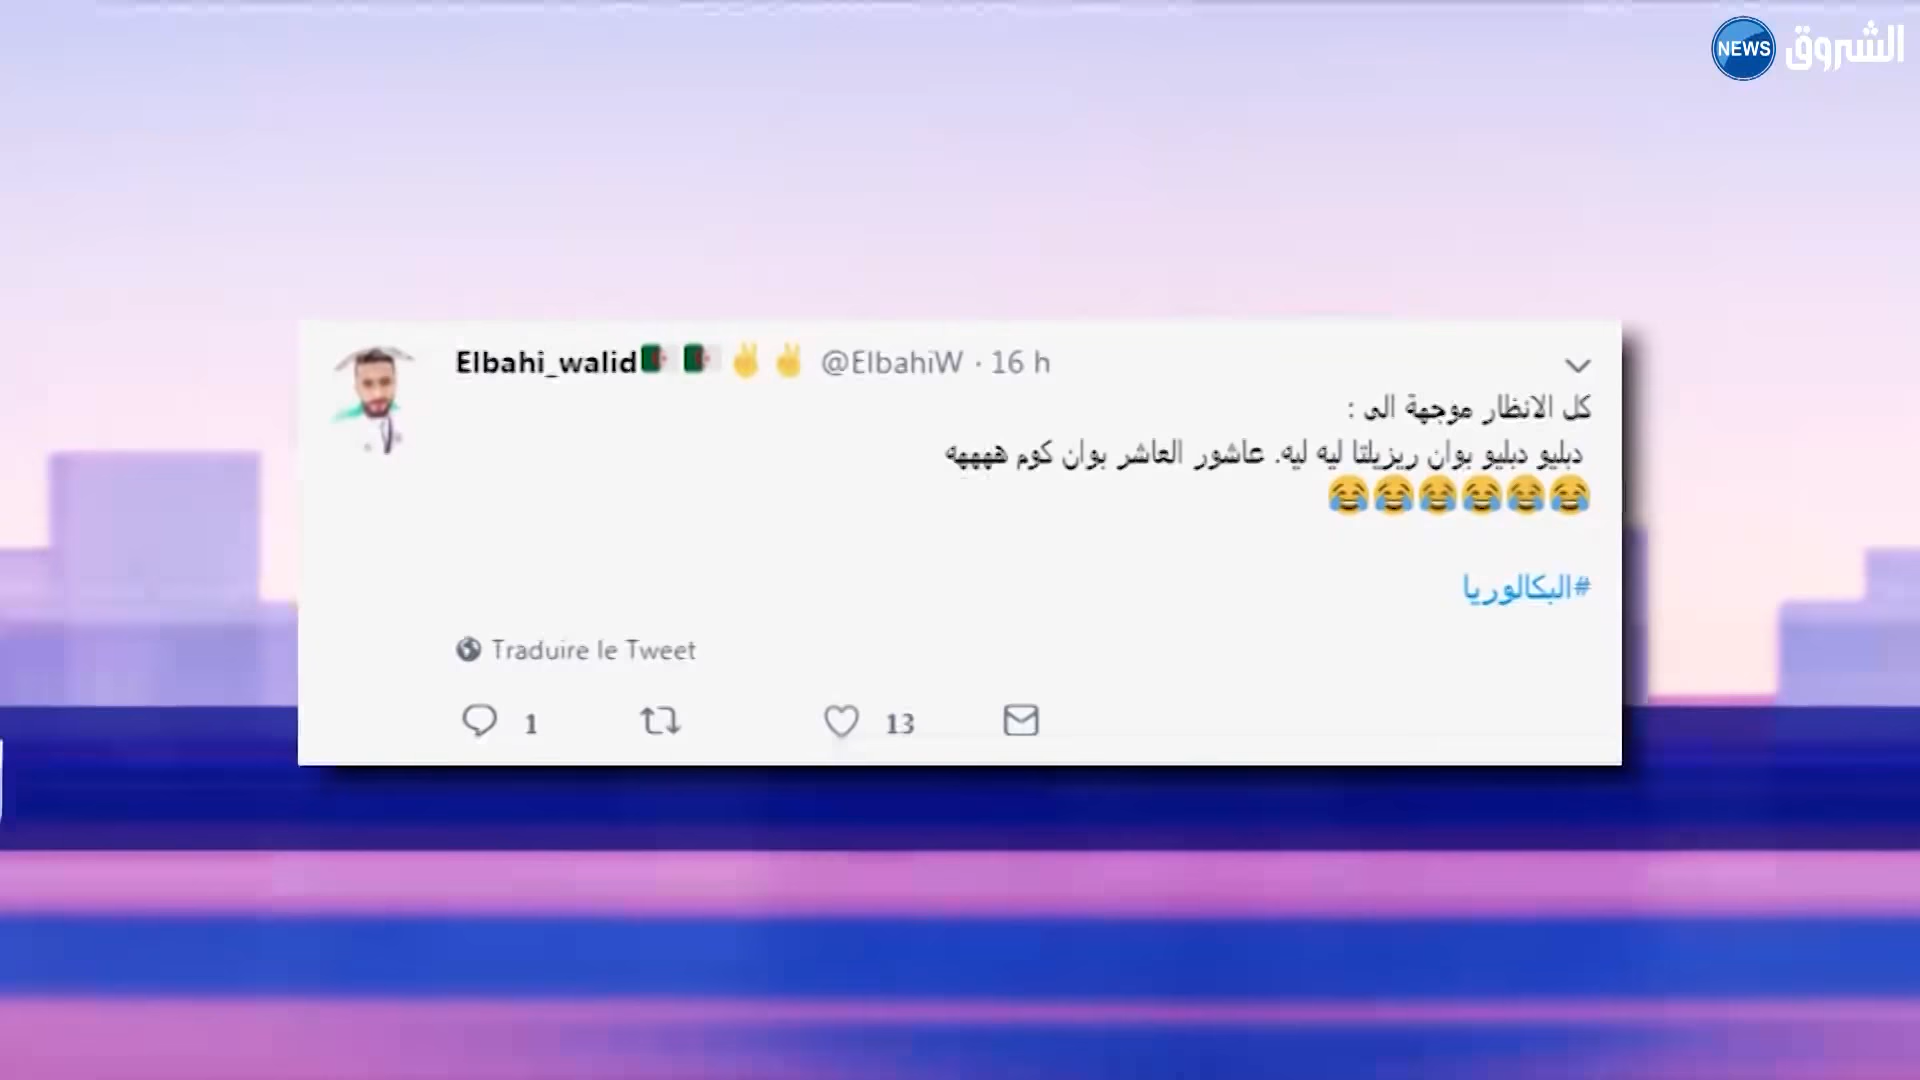 NEWS الشروق
Elbahi_walid🇩🇿🇩🇿✌✌ @ElbahiW · 16 h
كل الانظار موجهة الى :
دبليو دبليو بوان ريزيلتا ليه ليه. عاشور العاشر بوان كوم هههه
😂😂😂😂😂😂
#البكالوريا
Traduire le Tweet
1 13